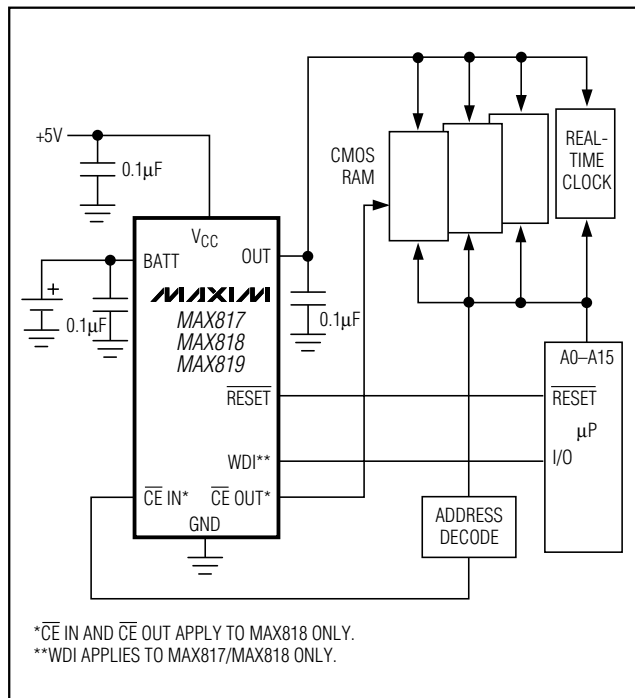 +5V
0.1µF
CMOS
RAM
REAL-
TIME
CLOCK
VCC
BATT
OUT
+
0.1µF
MAXIM
MAX817
MAX818
MAX819
0.1µF
A0–A15
RESET
RESET
µP
WDI**
I/O
CE IN*
CE OUT*
GND
ADDRESS
DECODE
*CE IN AND CE OUT APPLY TO MAX818 ONLY.
**WDI APPLIES TO MAX817/MAX818 ONLY.